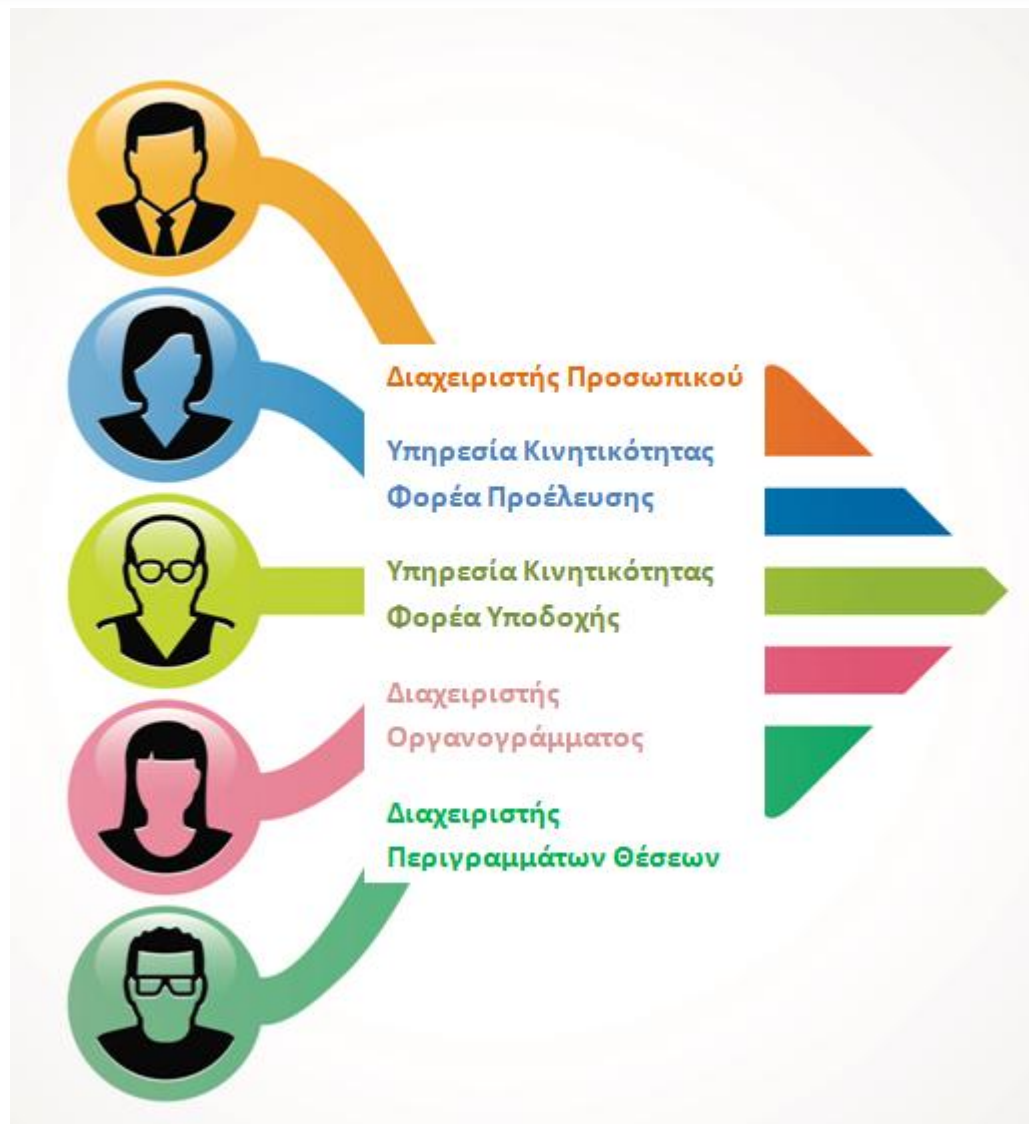 Διαχειριστής Προσωπικού
Υπηρεσία Κινητικότητας
Φορέα Προέλευσης
Υπηρεσία Κινητικότητας
Φορέα Υποδοχής
Διαχειριστής
Οργανογράμματος
Διαχειριστής
Περιγραμμάτων Θέσεων